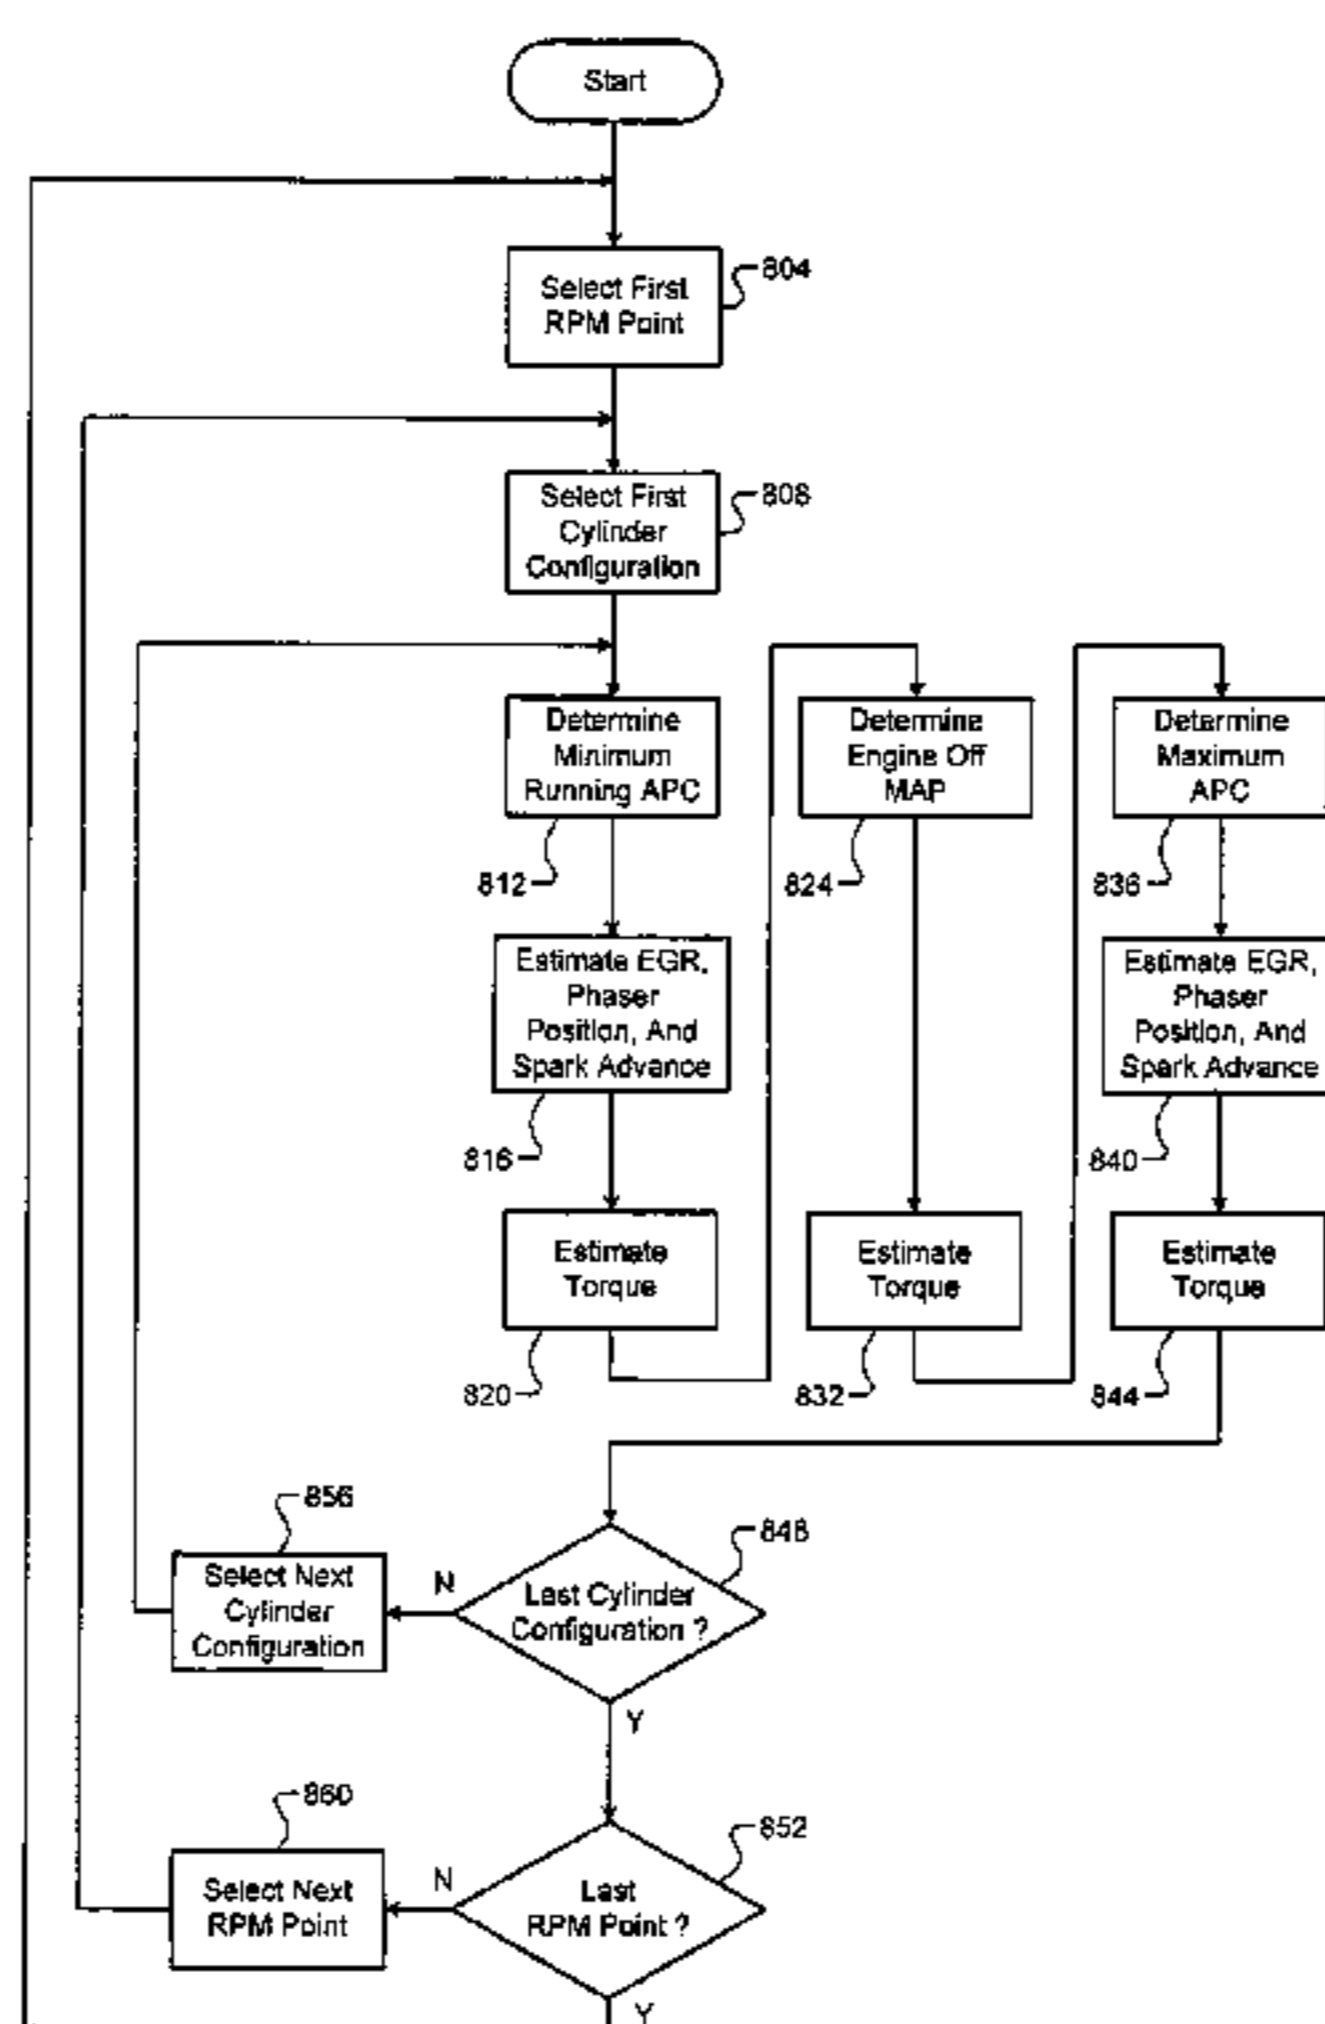 Start
804
Select First
RPM Point
808
Select First
Cylinder
Configuration
Determine
Minimum
Running APC
812
Estimate EGR,
Phaser
Position, And
Spark Advance
816
Estimate
Torque
820
Determine
Engine Off
MAP
824
Estimate
Torque
832
Determine
Maximum
APC
836
Estimate EGR,
Phaser
Position, And
Spark Advance
840
Estimate
Torque
844
848
Last Cylinder
Configuration ?
N
Y
856
Select Next
Cylinder
Configuration
852
Last
RPM Point ?
N
Y
860
Select Next
RPM Point